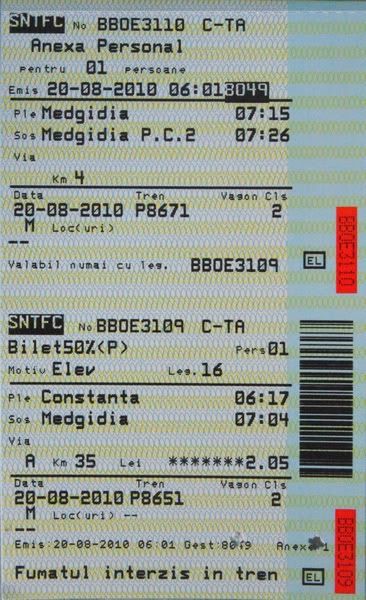 SNTFC No BBOE3110 C-TA
Anexa Personal
pentru 01 persoane
Emis 20-08-2010 06:01 8049
Ple Medgidia 07:15
Sos Medgidia P.C.2 07:26
Via
Km 4
Data Tren Vagon Cls
20-08-2010 P8671 2
M Loc(uri)
--
Valabil numai cu leg. BBOE3109
EL
BBOE3110
SNTFC No BBOE3109 C-TA
Bilet50%(P) Pers 01
Motiv Elev Leg. 16
Ple Constanta 06:17
Sos Medgidia 07:04
Via
A Km 35 Lei *******2.05
Data Tren Vagon Cls
20-08-2010 P8651 2
M Loc(uri) --
--
Emis:20-08-2010 06:01 Gest:8049 Anexe 1
Fumatul interzis in tren
EL
BBOE3109